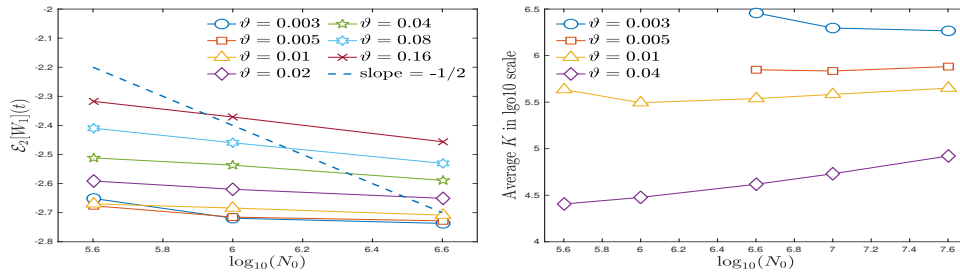 -2
-2.1
-2.2
-2.3
-2.4
-2.5
-2.6
-2.7
-2.8
ℰ₂[W₁](t)
ϑ = 0.003
ϑ = 0.005
ϑ = 0.01
ϑ = 0.02
ϑ = 0.04
ϑ = 0.08
ϑ = 0.16
slope = -1/2
5.6 5.8 6 6.2 6.4 6.6
log₁₀(N₀)
6.5
6
5.5
5
4.5
4
Average K in lgo10 scale
ϑ = 0.003
ϑ = 0.005
ϑ = 0.01
ϑ = 0.04
5.6 5.8 6 6.2 6.4 6.6 6.8 7 7.2 7.4 7.6
log₁₀(N₀)